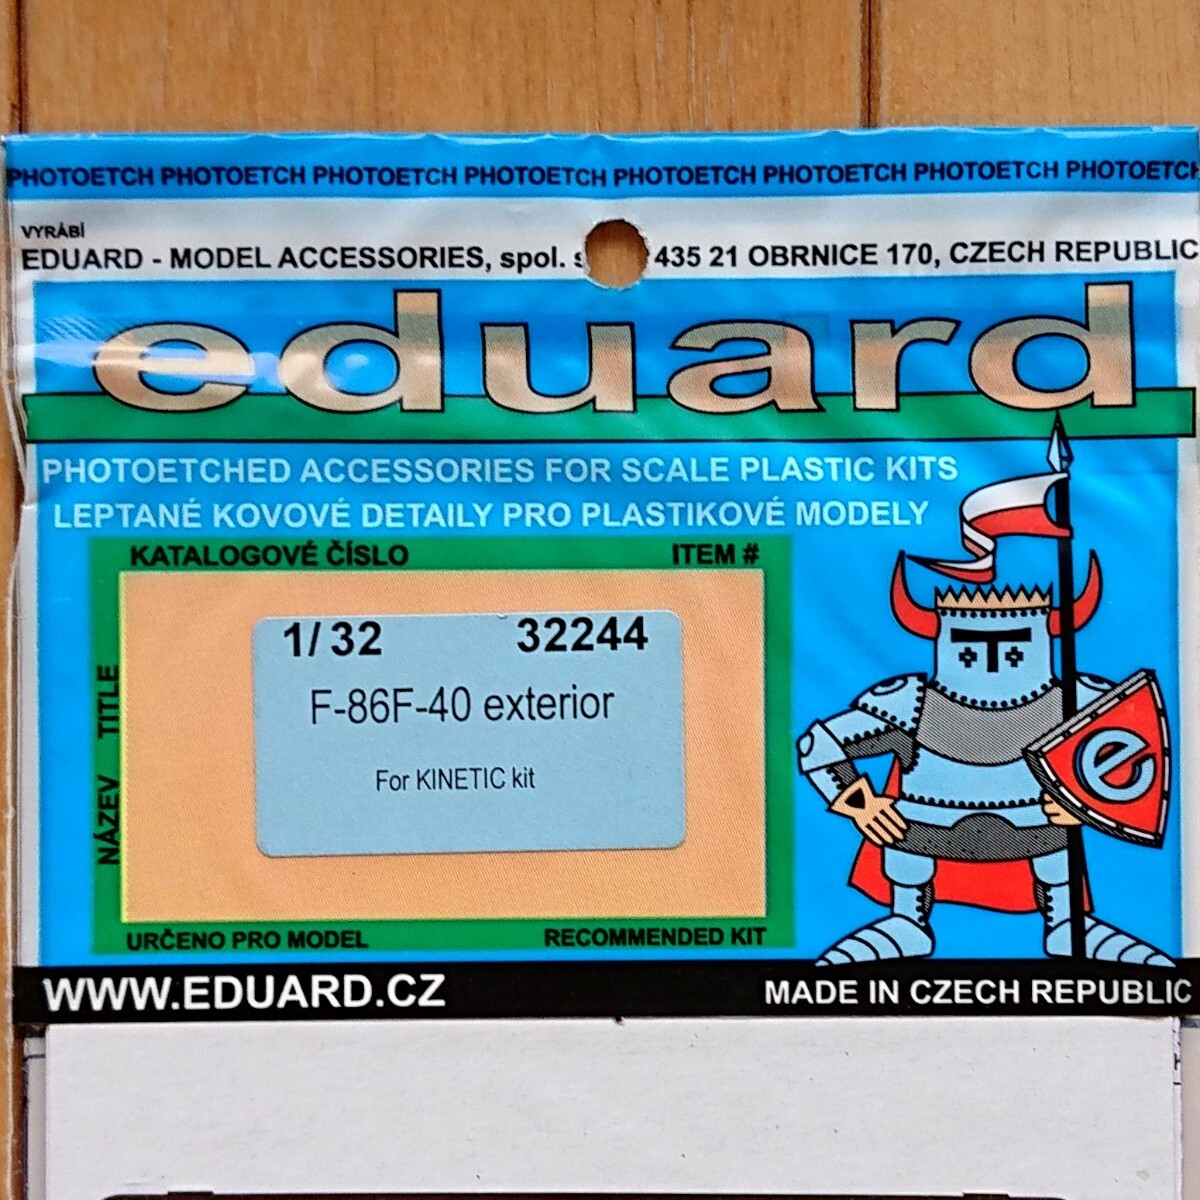 PHOTOETCH PHOTOETCH PHOTOETCH PHOTOETCH PHOTOETCH PHOTOETCH PHOTOETCH PHOTOETCH
VYRÁBÍ
EDUARD - MODEL ACCESSORIES, spol. s 435 21 OBRNICE 170, CZECH REPUBLIC
eduard
PHOTOETCHED ACCESSORIES FOR SCALE PLASTIC KITS
LEPTANÉ KOVOVÉ DETAILY PRO PLASTIKOVÉ MODELY
KATALOGOVÉ ČÍSLO ITEM #
1/32 32244
F-86F-40 exterior
For KINETIC kit
NÁZEV TITLE
URČENO PRO MODEL RECOMMENDED KIT
e
WWW.EDUARD.CZ MADE IN CZECH REPUBLIC